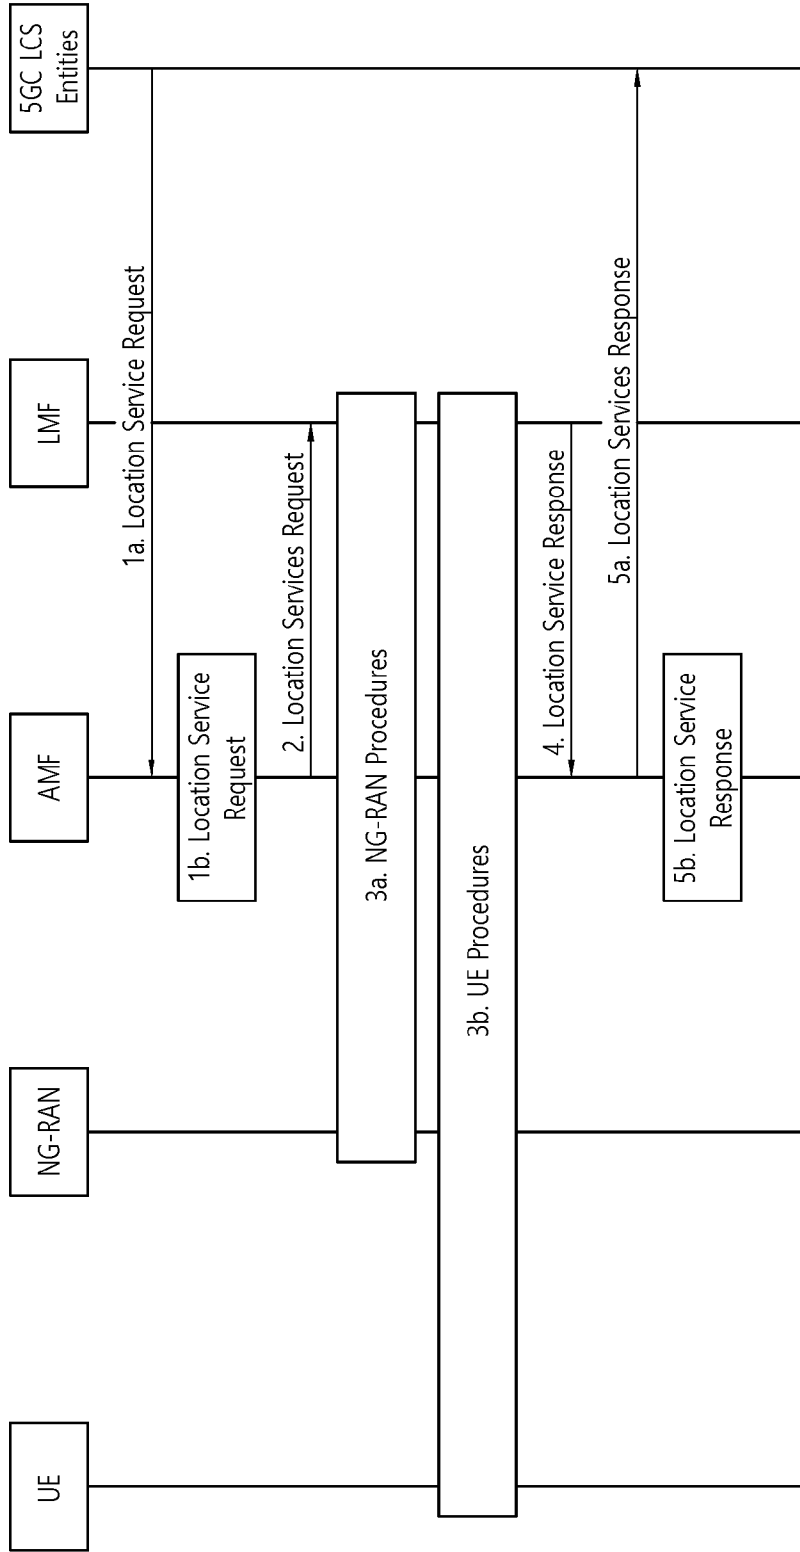 UE
NG-RAN
AMF
LMF
5GC LCS
Entities
1a. Location Service Request
1b. Location Service
Request
2. Location Services Request
3a. NG-RAN Procedures
3b. UE Procedures
4. Location Service Response
5a. Location Services Response
5b. Location Service
Response